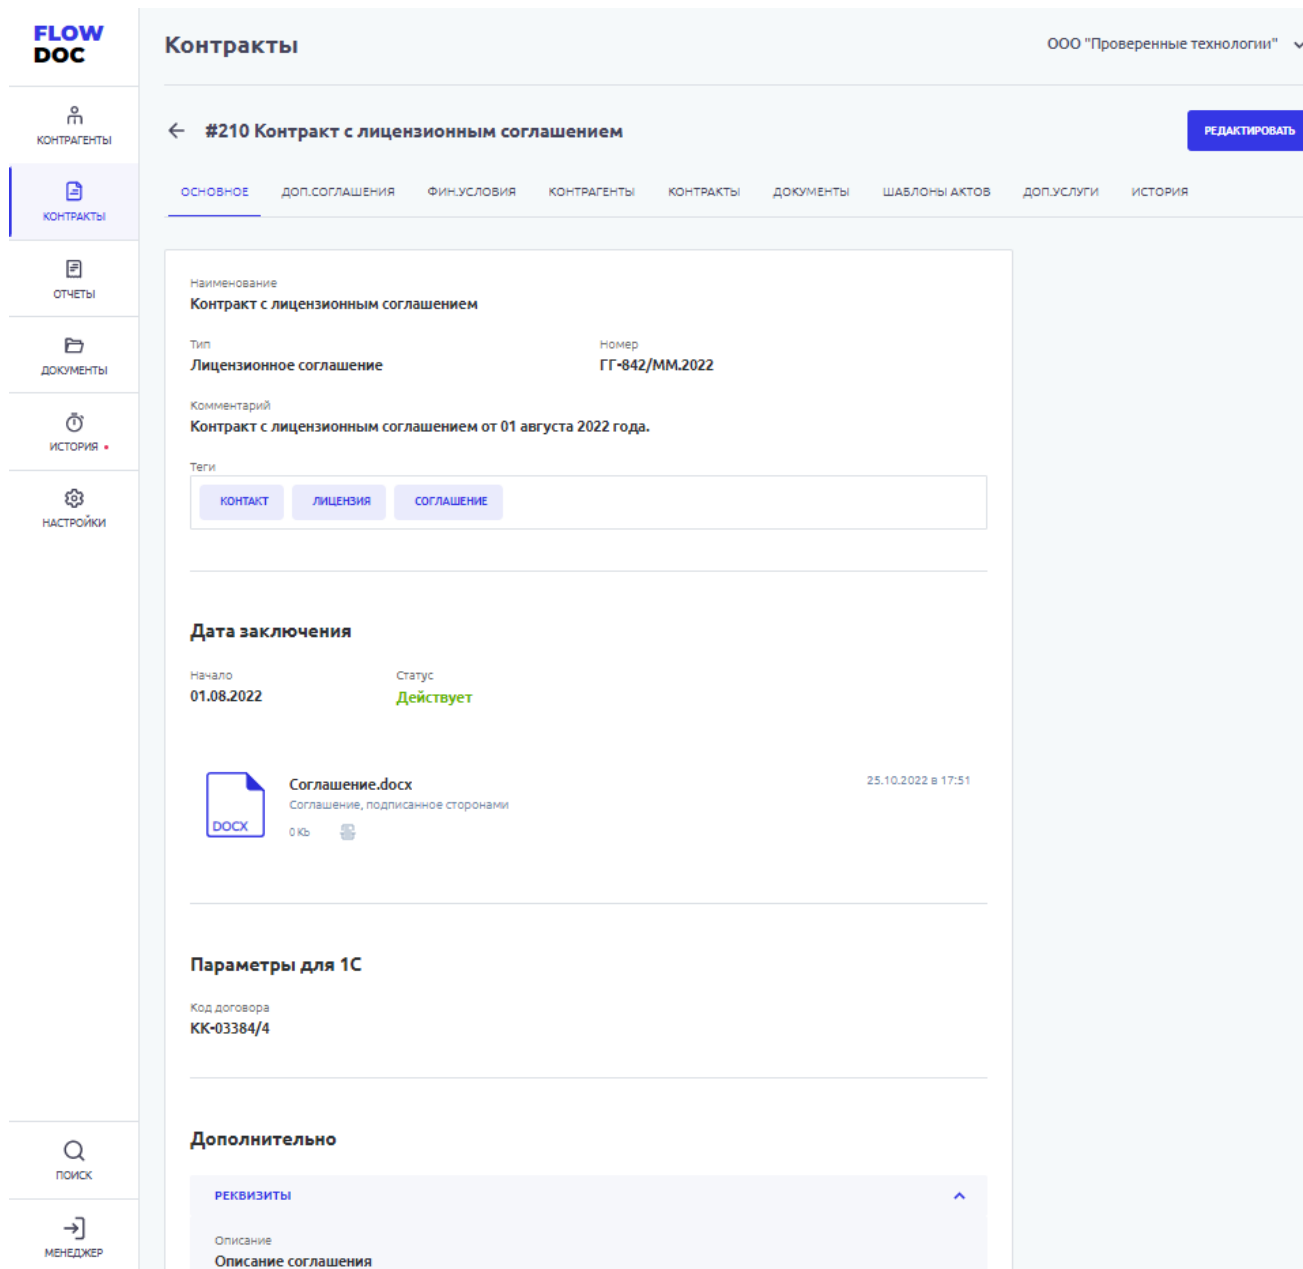 FLOW
DOC
КОНТРАГЕНТЫ
КОНТРАКТЫ
ОТЧЕТЫ
ДОКУМЕНТЫ
ИСТОРИЯ
НАСТРОЙКИ
ПОИСК
МЕНЕДЖЕР
Контракты
ООО "Проверенные технологии"
#210 Контракт с лицензионным соглашением
РЕДАКТИРОВАТЬ
ОСНОВНОЕ ДОП.СОГЛАШЕНИЯ ФИН.УСЛОВИЯ КОНТРАГЕНТЫ КОНТРАКТЫ ДОКУМЕНТЫ ШАБЛОНЫ АКТОВ ДОП.УСЛУГИ ИСТОРИЯ
Наименование
Контракт с лицензионным соглашением
Тип Номер
Лицензионное соглашение ГГ-842/ММ.2022
Комментарий
Контракт с лицензионным соглашением от 01 августа 2022 года.
Теги
КОНТАКТ ЛИЦЕНЗИЯ СОГЛАШЕНИЕ
Дата заключения
Начало Статус
01.08.2022 Действует
DOCX
Соглашение.docx 25.10.2022 в 17:51
Соглашение, подписанное сторонами
0 Kb
Параметры для 1С
Код договора
КК-03384/4
Дополнительно
РЕКВИЗИТЫ
Описание
Описание соглашения